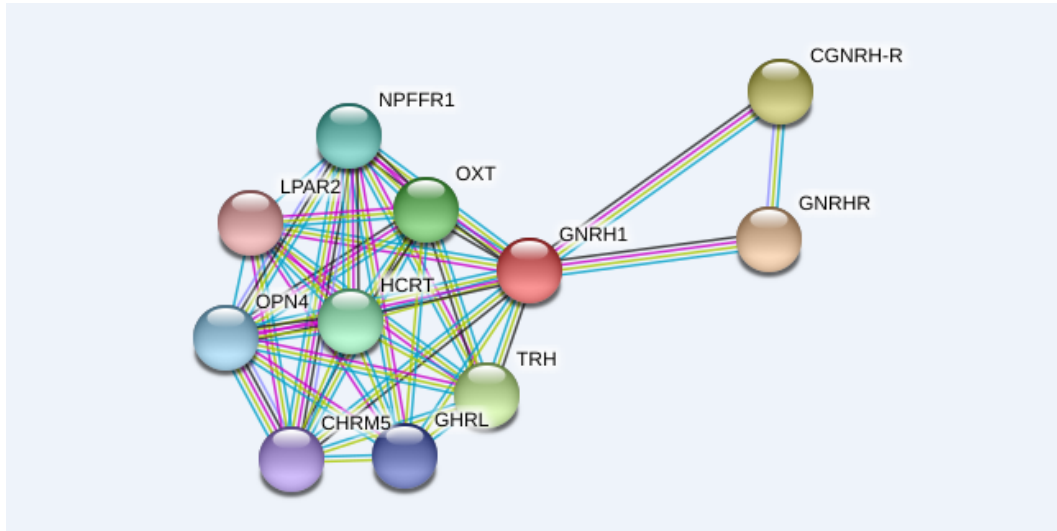 CGNRH-R
NPFFR1
OXT
LPAR2
GNRHR
GNRH1
HCRT
OPN4
TRH
CHRM5
GHRL